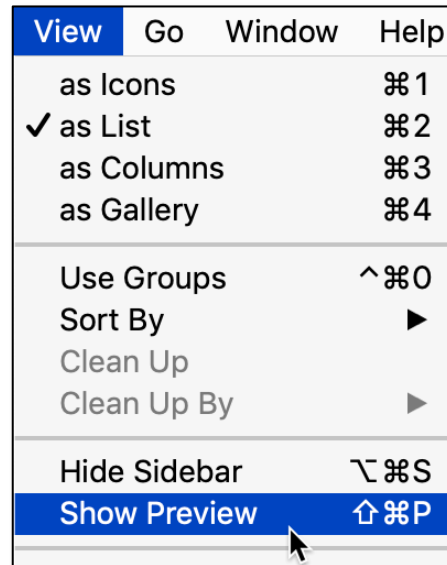 View Go Window Help
as Icons ⌘1
✓ as List ⌘2
as Columns ⌘3
as Gallery ⌘4
Use Groups ^⌘0
Sort By ▶
Clean Up
Clean Up By ▶
Hide Sidebar ⌥⌘S
Show Preview ⇧⌘P